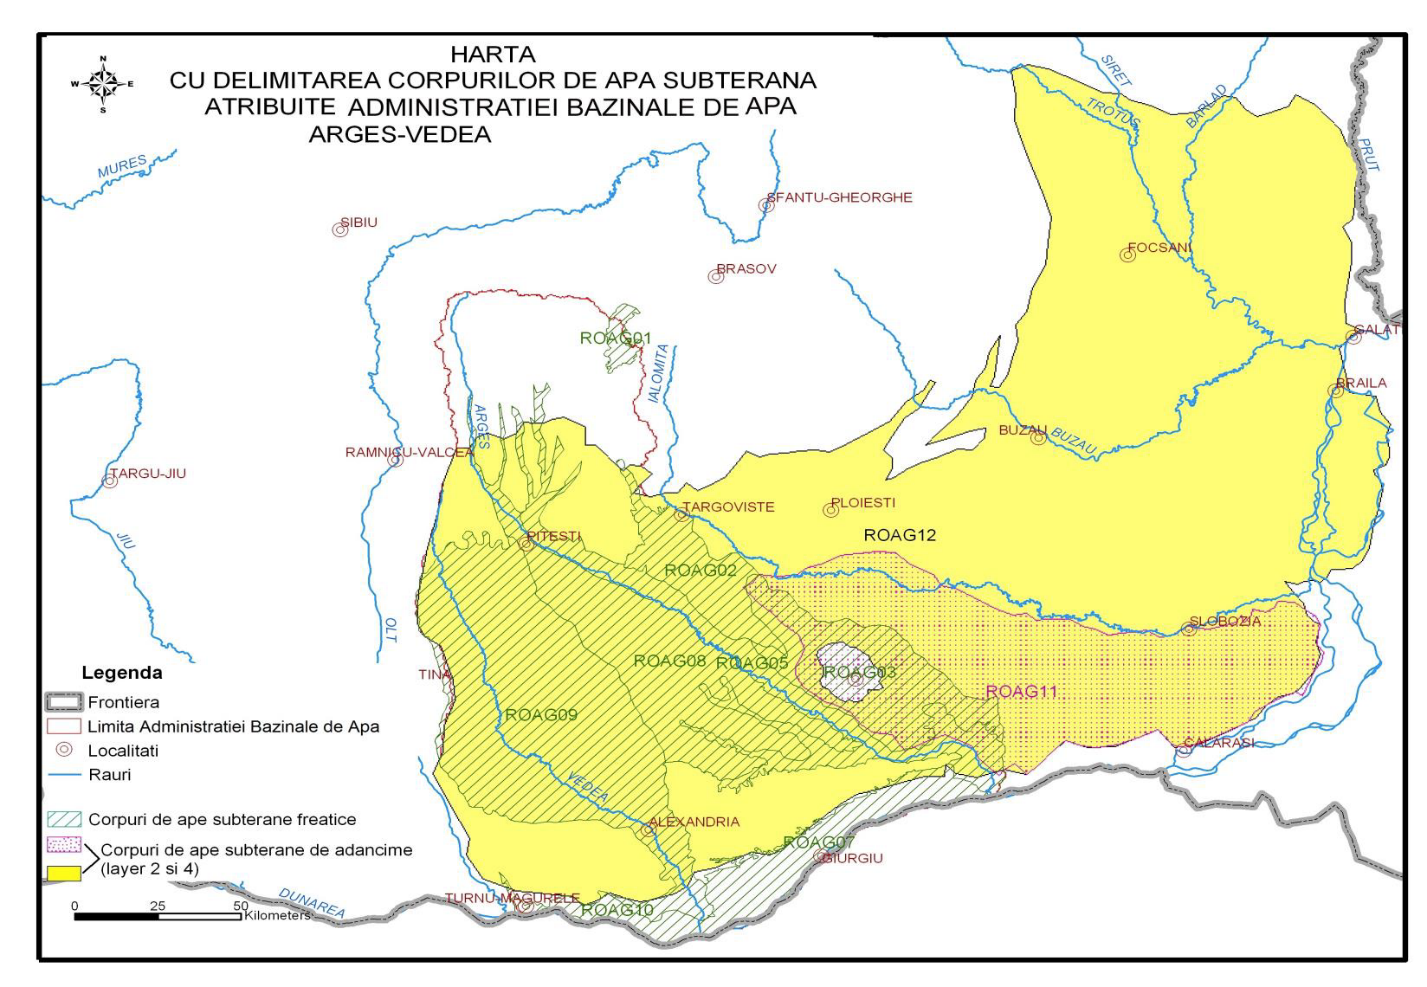 HARTA
CU DELIMITAREA CORPURILOR DE APA SUBTERANA
ATRIBUITE ADMINISTRATIEI BAZINALE DE APA
ARGES-VEDEA
N
W E
S
MURES
SIRET
TROTUS
BARLAD
PRUT
SIBIU
SFANTU-GHEORGHE
FOCSANI
BRASOV
ROAG01
GALATI
IALOMITA
BRAILA
ARGES
BUZAU
BUZAU
RAMNICU-VALCEA
TARGU-JIU
TARGOVISTE
PLOIESTI
PITESTI
ROAG12
JIU
ROAG02
OLT
SLOBOZIA
ROAG08
ROAG05
ROAG03
TINA
ROAG11
ROAG09
CALARASI
VEDEA
ALEXANDRIA
ROAG07
GIURGIU
TURNU-MAGURELE
ROAG10
DUNAREA
Legenda
Frontiera
Limita Administratiei Bazinale de Apa
Localitati
Rauri
Corpuri de ape subterane freatice
Corpuri de ape subterane de adancime
(layer 2 si 4)
0 25 50
Kilometers